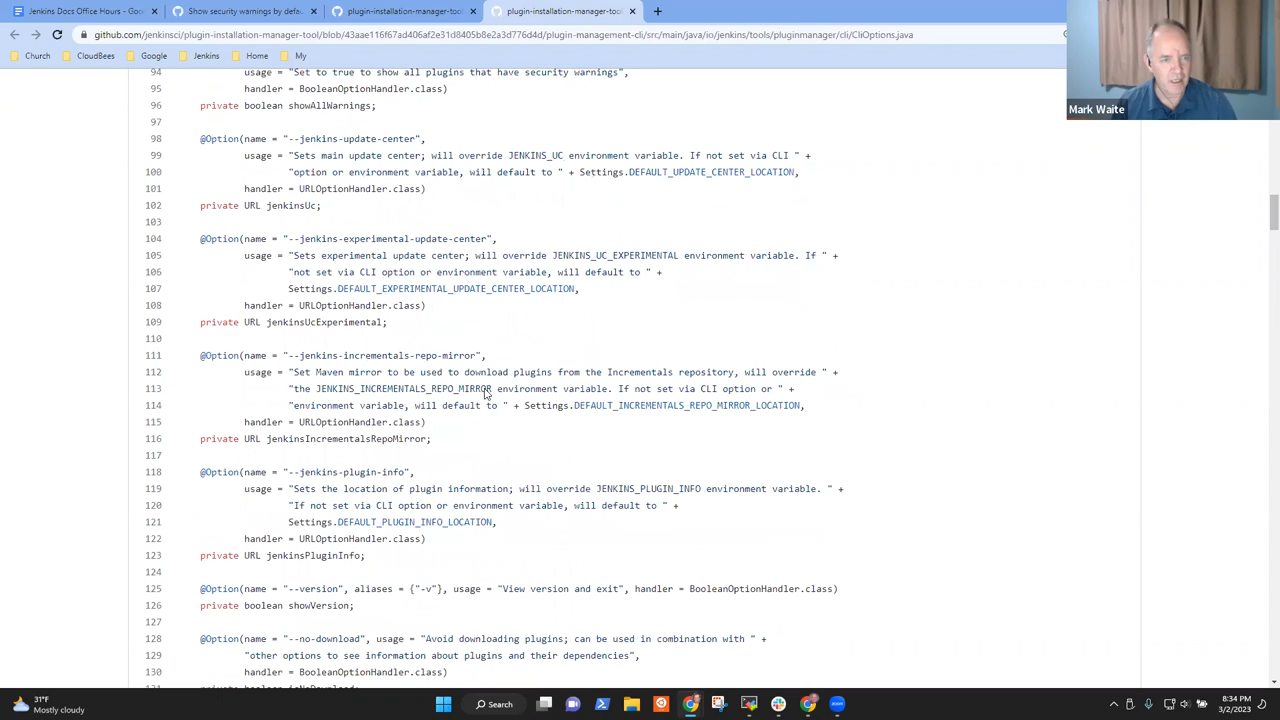 Jenkins Docs Office Hours - Goo
Show security warnings by defau
plugin-installation-manager-tool
plugin-installation-manager-tool
github.com/jenkinsci/plugin-installation-manager-tool/blob/43aae116f67ad406af2e31d8405b8e2a3d776d4d/plugin-management-cli/src/main/java/io/jenkins/tools/pluginmanager/cli/CliOptions.java
Church
CloudBees
Google
Jenkins
Home
My
Mark Waite
94 usage = "Set to true to show all plugins that have security warnings",
95 handler = BooleanOptionHandler.class)
96 private boolean showAllWarnings;
97
98 @Option(name = "--jenkins-update-center",
99 usage = "Sets main update center; will override JENKINS_UC environment variable. If not set via CLI " +
100 "option or environment variable, will default to " + Settings.DEFAULT_UPDATE_CENTER_LOCATION,
101 handler = URLOptionHandler.class)
102 private URL jenkinsUc;
103
104 @Option(name = "--jenkins-experimental-update-center",
105 usage = "Sets experimental update center; will override JENKINS_UC_EXPERIMENTAL environment variable. If " +
106 "not set via CLI option or environment variable, will default to " +
107 Settings.DEFAULT_EXPERIMENTAL_UPDATE_CENTER_LOCATION,
108 handler = URLOptionHandler.class)
109 private URL jenkinsUcExperimental;
110
111 @Option(name = "--jenkins-incrementals-repo-mirror",
112 usage = "Set Maven mirror to be used to download plugins from the Incrementals repository, will override " +
113 "the JENKINS_INCREMENTALS_REPO_MIRROR environment variable. If not set via CLI option or " +
114 "environment variable, will default to " + Settings.DEFAULT_INCREMENTALS_REPO_MIRROR_LOCATION,
115 handler = URLOptionHandler.class)
116 private URL jenkinsIncrementalsRepoMirror;
117
118 @Option(name = "--jenkins-plugin-info",
119 usage = "Sets the location of plugin information; will override JENKINS_PLUGIN_INFO environment variable. " +
120 "If not set via CLI option or environment variable, will default to " +
121 Settings.DEFAULT_PLUGIN_INFO_LOCATION,
122 handler = URLOptionHandler.class)
123 private URL jenkinsPluginInfo;
124
125 @Option(name = "--version", aliases = {"-v"}, usage = "View version and exit", handler = BooleanOptionHandler.class)
126 private boolean showVersion;
127
128 @Option(name = "--no-download", usage = "Avoid downloading plugins; can be used in combination with " +
129 "other options to see information about plugins and their dependencies",
130 handler = BooleanOptionHandler.class)
31°F
Mostly cloudy
Search
8:34 PM
3/2/2023